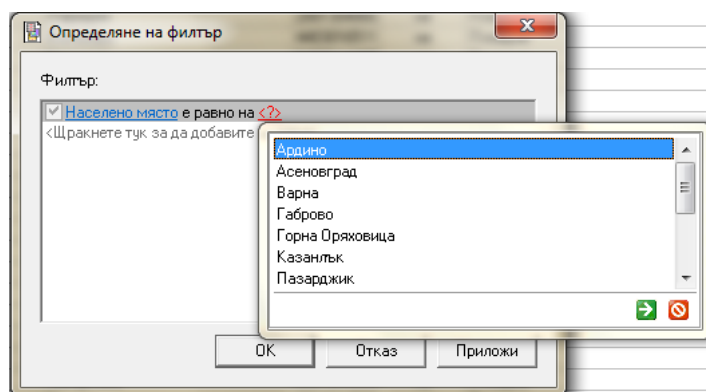 Определяне на филтър
Филтър:
Населено място е равно на <?>
<Щракнете тук за да добавите
Ардино
Асеновград
Варна
Габрово
Горна Оряховица
Казанлък
Пазарджик
OK
Отказ
Приложи